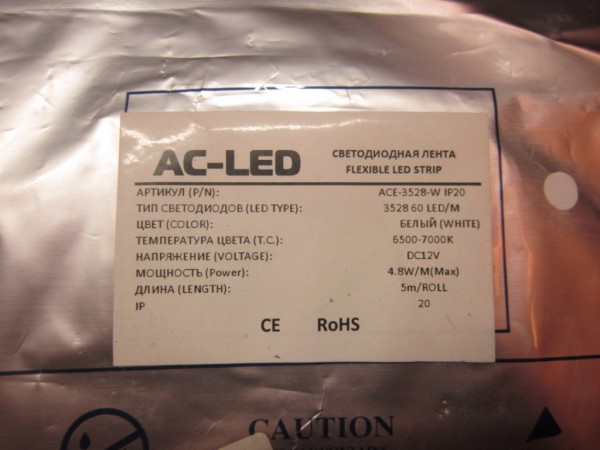 AC-LED
СВЕТОДИОДНАЯ ЛЕНТА
FLEXIBLE LED STRIP
АРТИКУЛ (P/N): ACE-3528-W IP20
ТИП СВЕТОДИОДОВ (LED TYPE): 3528 60 LED/M
ЦВЕТ (COLOR): БЕЛЫЙ (WHITE)
ТЕМПЕРАТУРА ЦВЕТА (T.C.): 6500-7000K
НАПРЯЖЕНИЕ (VOLTAGE): DC12V
МОЩНОСТЬ (Power): 4.8W/M(Max)
ДЛИНА (LENGTH): 5m/ROLL
IP 20
CE RoHS
CAUTION